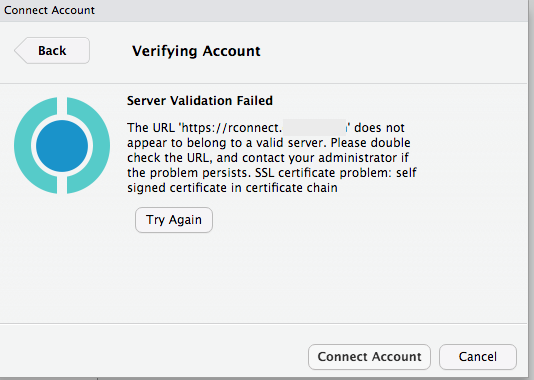 Connect Account
Back
Verifying Account
Server Validation Failed
The URL 'https://rconnect. ' does not
appear to belong to a valid server. Please double
check the URL, and contact your administrator if
the problem persists. SSL certificate problem: self
signed certificate in certificate chain
Try Again
Connect Account
Cancel